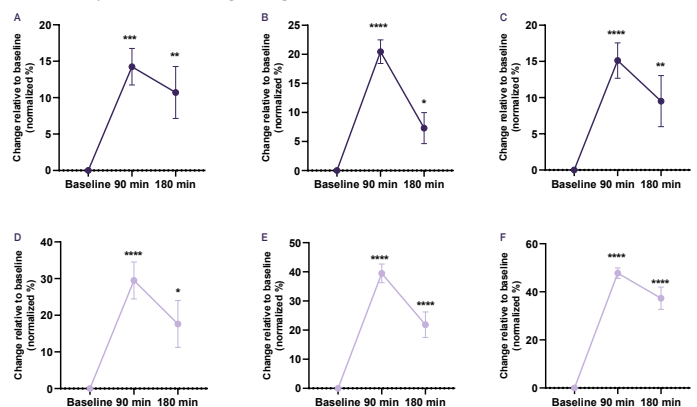 A
Change relative to baseline
(normalized %)
20
15
10
5
0
***
**
Baseline 90 min 180 min
B
Change relative to baseline
(normalized %)
25
20
15
10
5
0
****
*
Baseline 90 min 180 min
C
Change relative to baseline
(normalized %)
20
15
10
5
0
****
**
Baseline 90 min 180 min
D
Change relative to baseline
(normalized %)
40
30
20
10
0
****
*
Baseline 90 min 180 min
E
Change relative to baseline
(normalized %)
50
40
30
20
10
0
****
****
Baseline 90 min 180 min
F
Change relative to baseline
(normalized %)
60
40
20
0
****
****
Baseline 90 min 180 min